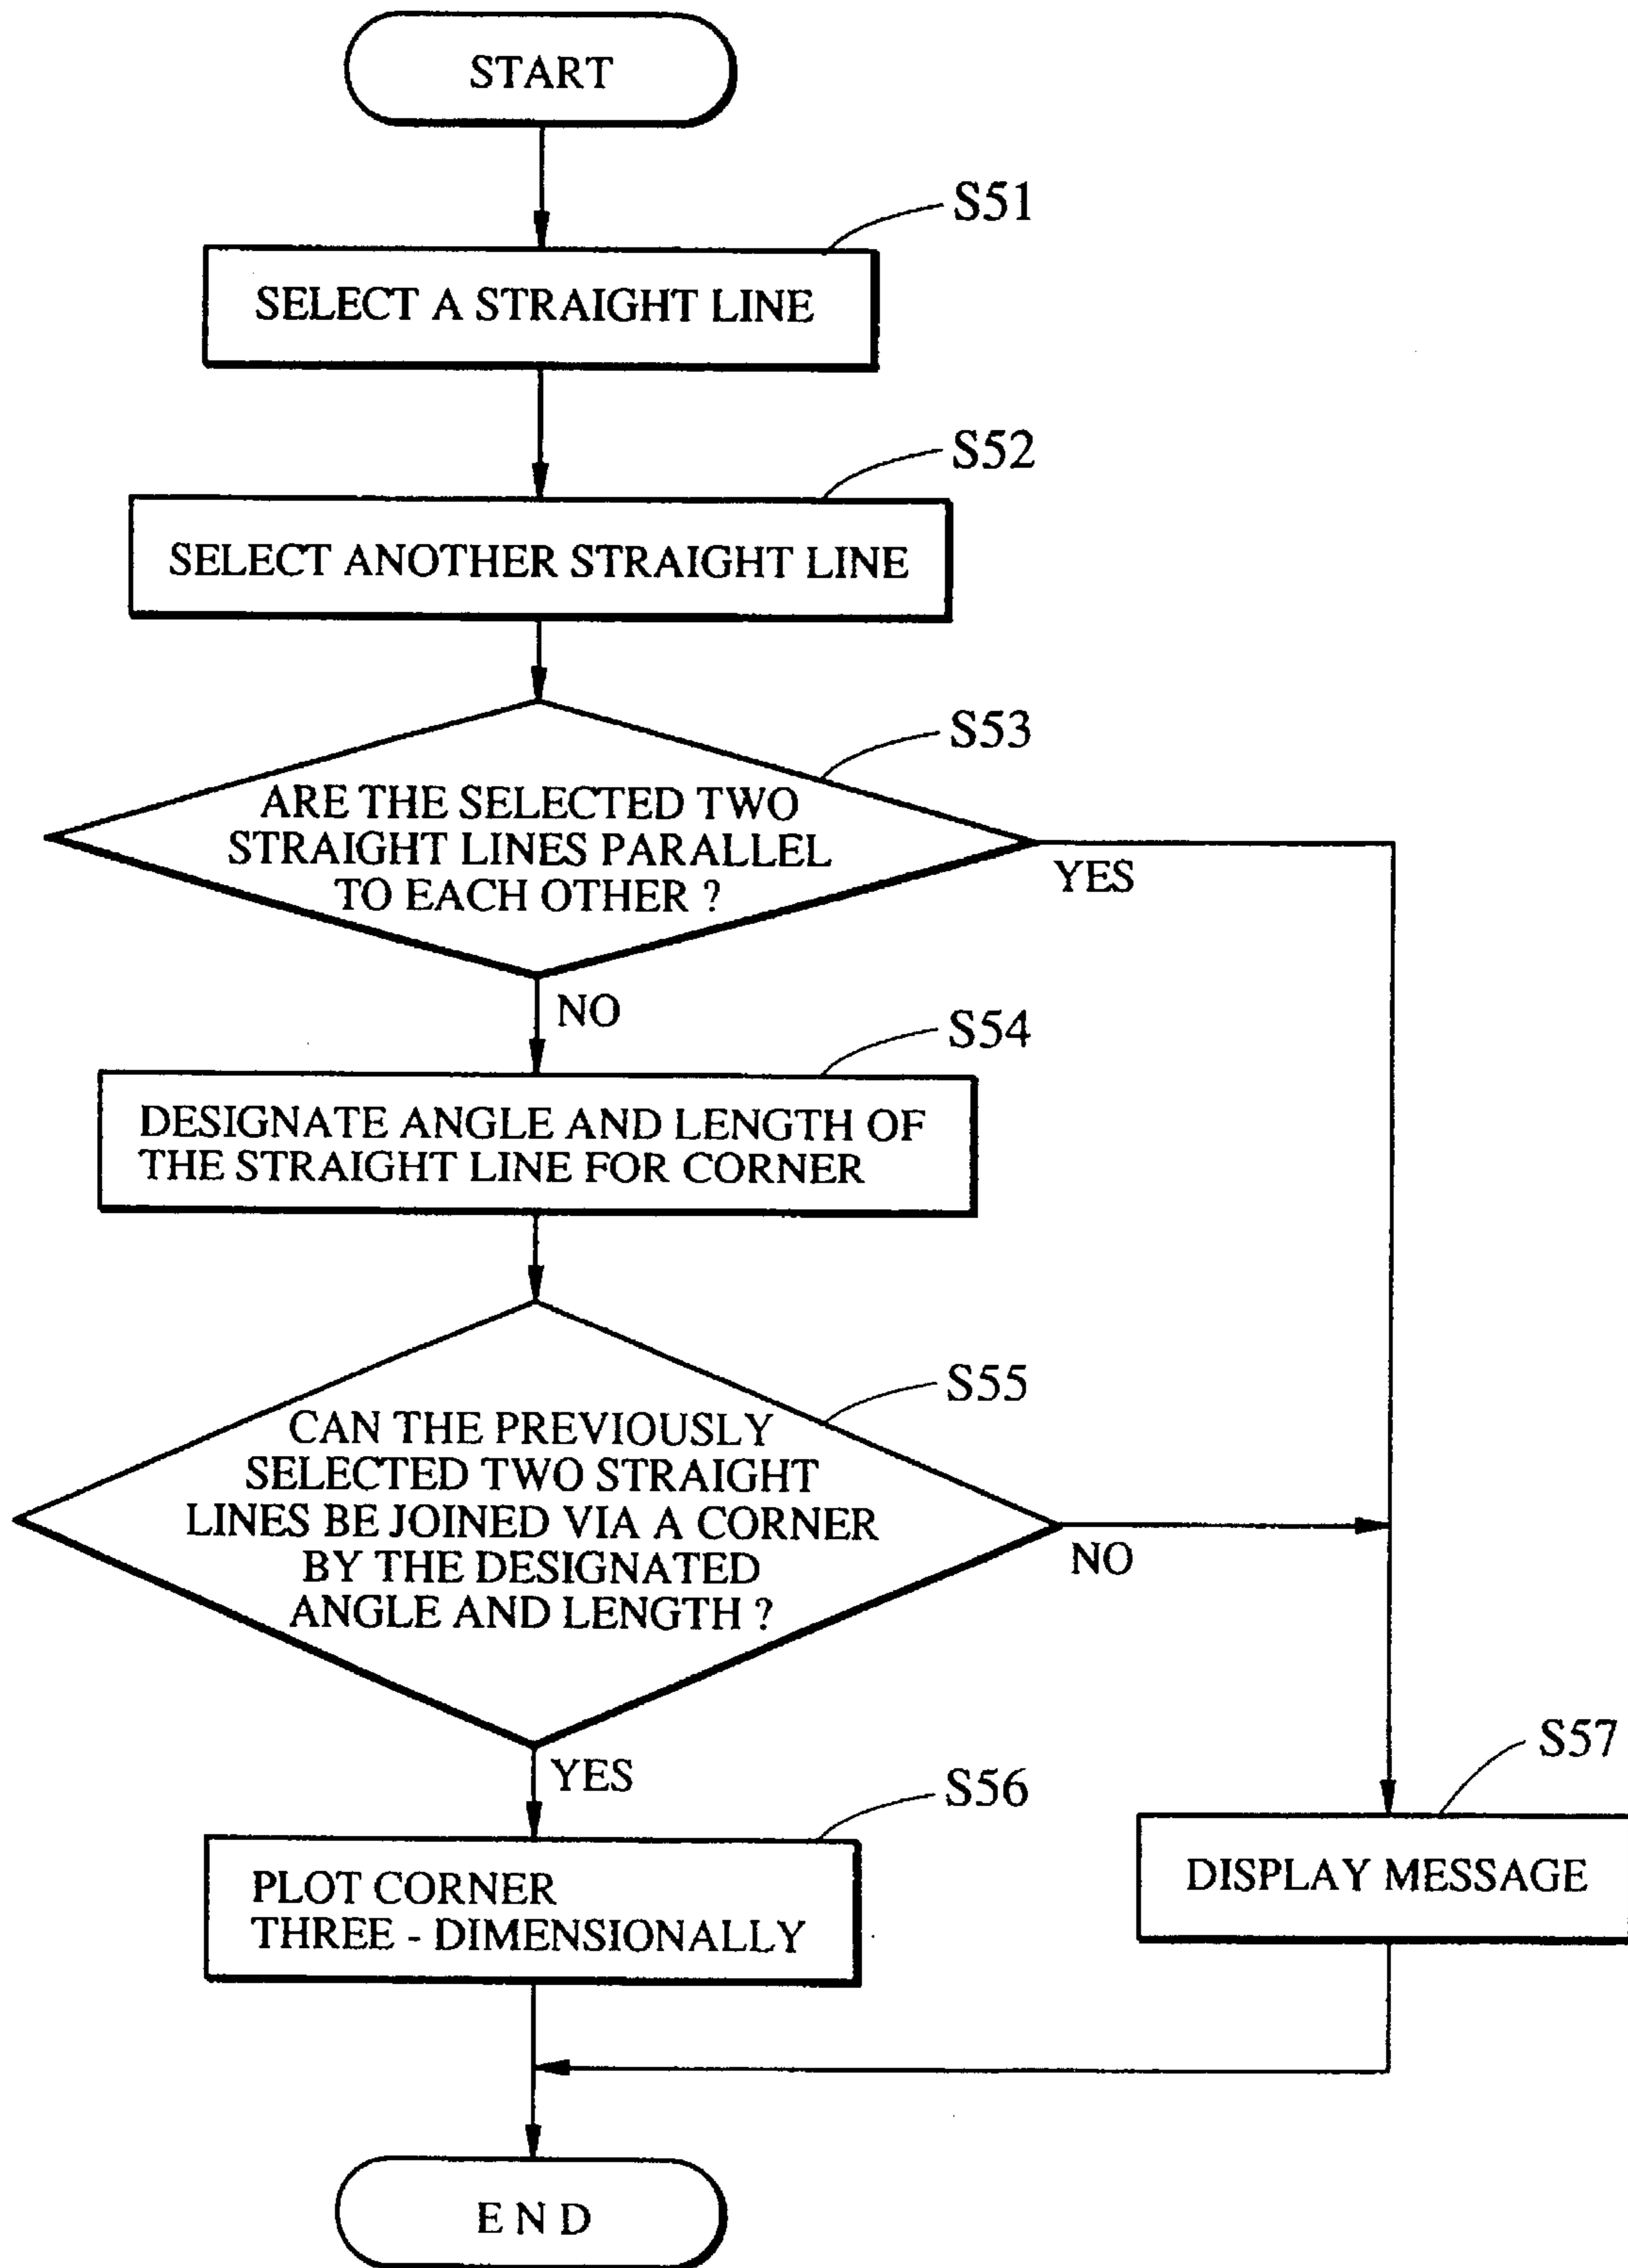 START
S51
SELECT A STRAIGHT LINE
S52
SELECT ANOTHER STRAIGHT LINE
S53
ARE THE SELECTED TWO
STRAIGHT LINES PARALLEL
TO EACH OTHER ?
YES
NO
S54
DESIGNATE ANGLE AND LENGTH OF
THE STRAIGHT LINE FOR CORNER
S55
CAN THE PREVIOUSLY
SELECTED TWO STRAIGHT
LINES BE JOINED VIA A CORNER
BY THE DESIGNATED
ANGLE AND LENGTH ?
NO
YES
S56
PLOT CORNER
THREE - DIMENSIONALLY
S57
DISPLAY MESSAGE
E N D